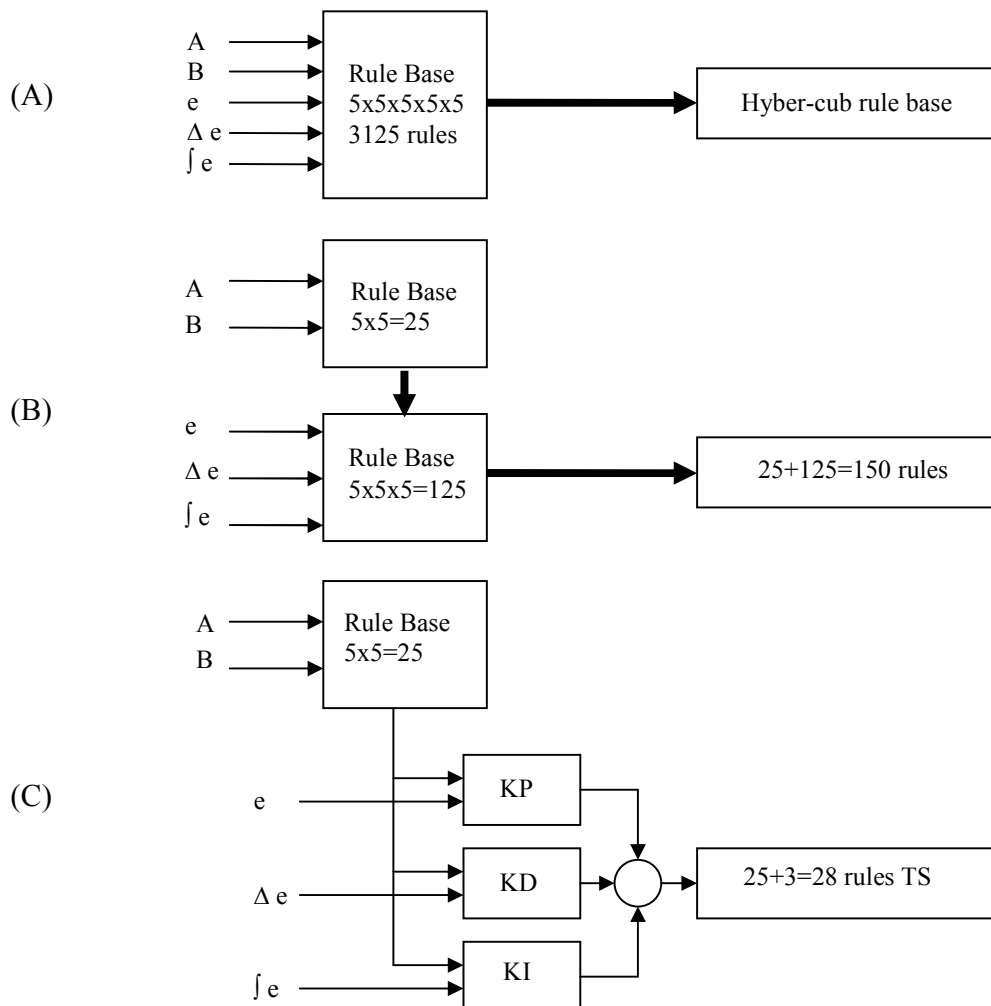 (A)
A
B
e
Δ e
∫ e
Rule Base
5x5x5x5x5
3125 rules
Hyber-cub rule base
(B)
A
B
Rule Base
5x5=25
e
Δ e
∫ e
Rule Base
5x5x5=125
25+125=150 rules
(C)
A
B
Rule Base
5x5=25
e
KP
Δ e
KD
∫ e
KI
25+3=28 rules TS